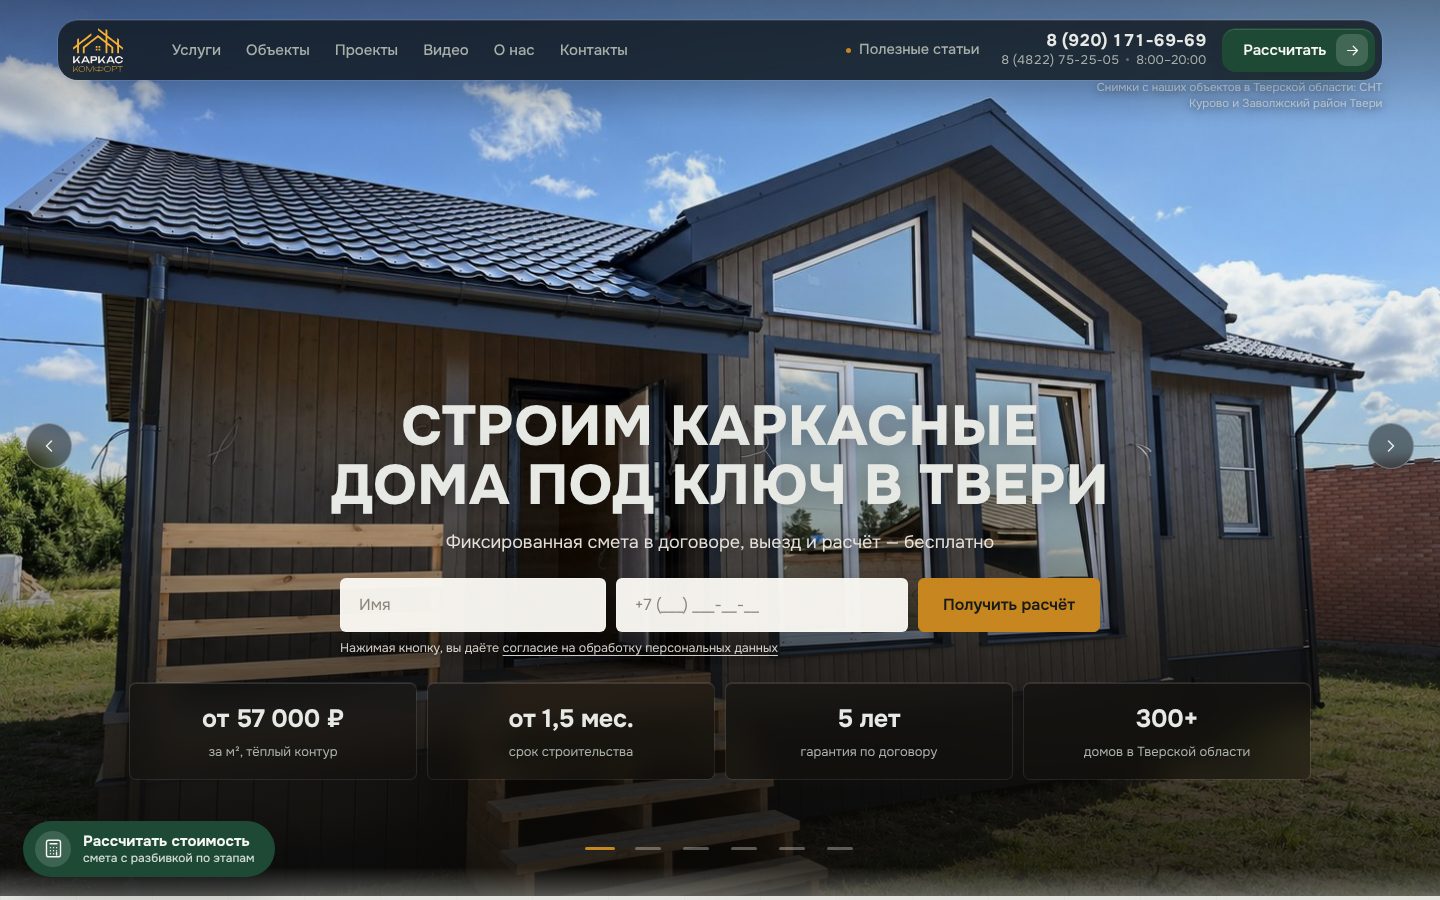 КАРКАС
КОМФОРТ
Услуги
Объекты
Проекты
Видео
О нас
Контакты
Полезные статьи
8 (920) 171-69-69
8 (4822) 75-25-05 • 8:00–20:00
Рассчитать
Снимки с наших объектов в Тверской области: СНТ
Курово и Заволжский район Твери
СТРОИМ КАРКАСНЫЕ
ДОМА ПОД КЛЮЧ В ТВЕРИ
Фиксированная смета в договоре, выезд и расчёт — бесплатно
Имя
+7 (___) ___-__-__
Получить расчёт
Нажимая кнопку, вы даёте согласие на обработку персональных данных
от 57 000 ₽
за м², тёплый контур
от 1,5 мес.
срок строительства
5 лет
гарантия по договору
300+
домов в Тверской области
Рассчитать стоимость
смета с разбивкой по этапам